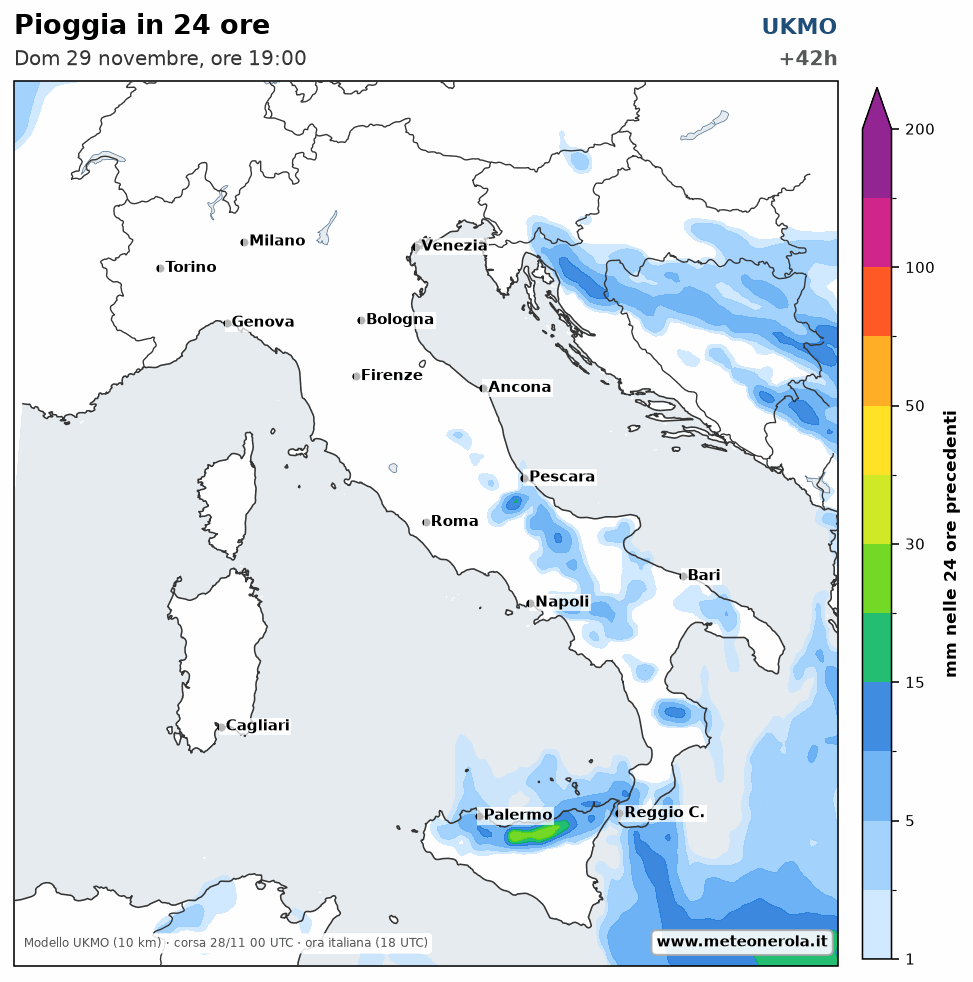 Pioggia in 24 ore
UKMO
Dom 29 novembre, ore 19:00
+42h
200
100
50
30
15
5
1
mm nelle 24 ore precedenti
Milano
Venezia
Torino
Genova
Bologna
Firenze
Ancona
Pescara
Roma
Bari
Napoli
Cagliari
Palermo
Reggio C.
Modello UKMO (10 km) · corsa 28/11 00 UTC · ora italiana (18 UTC)
www.meteonerola.it